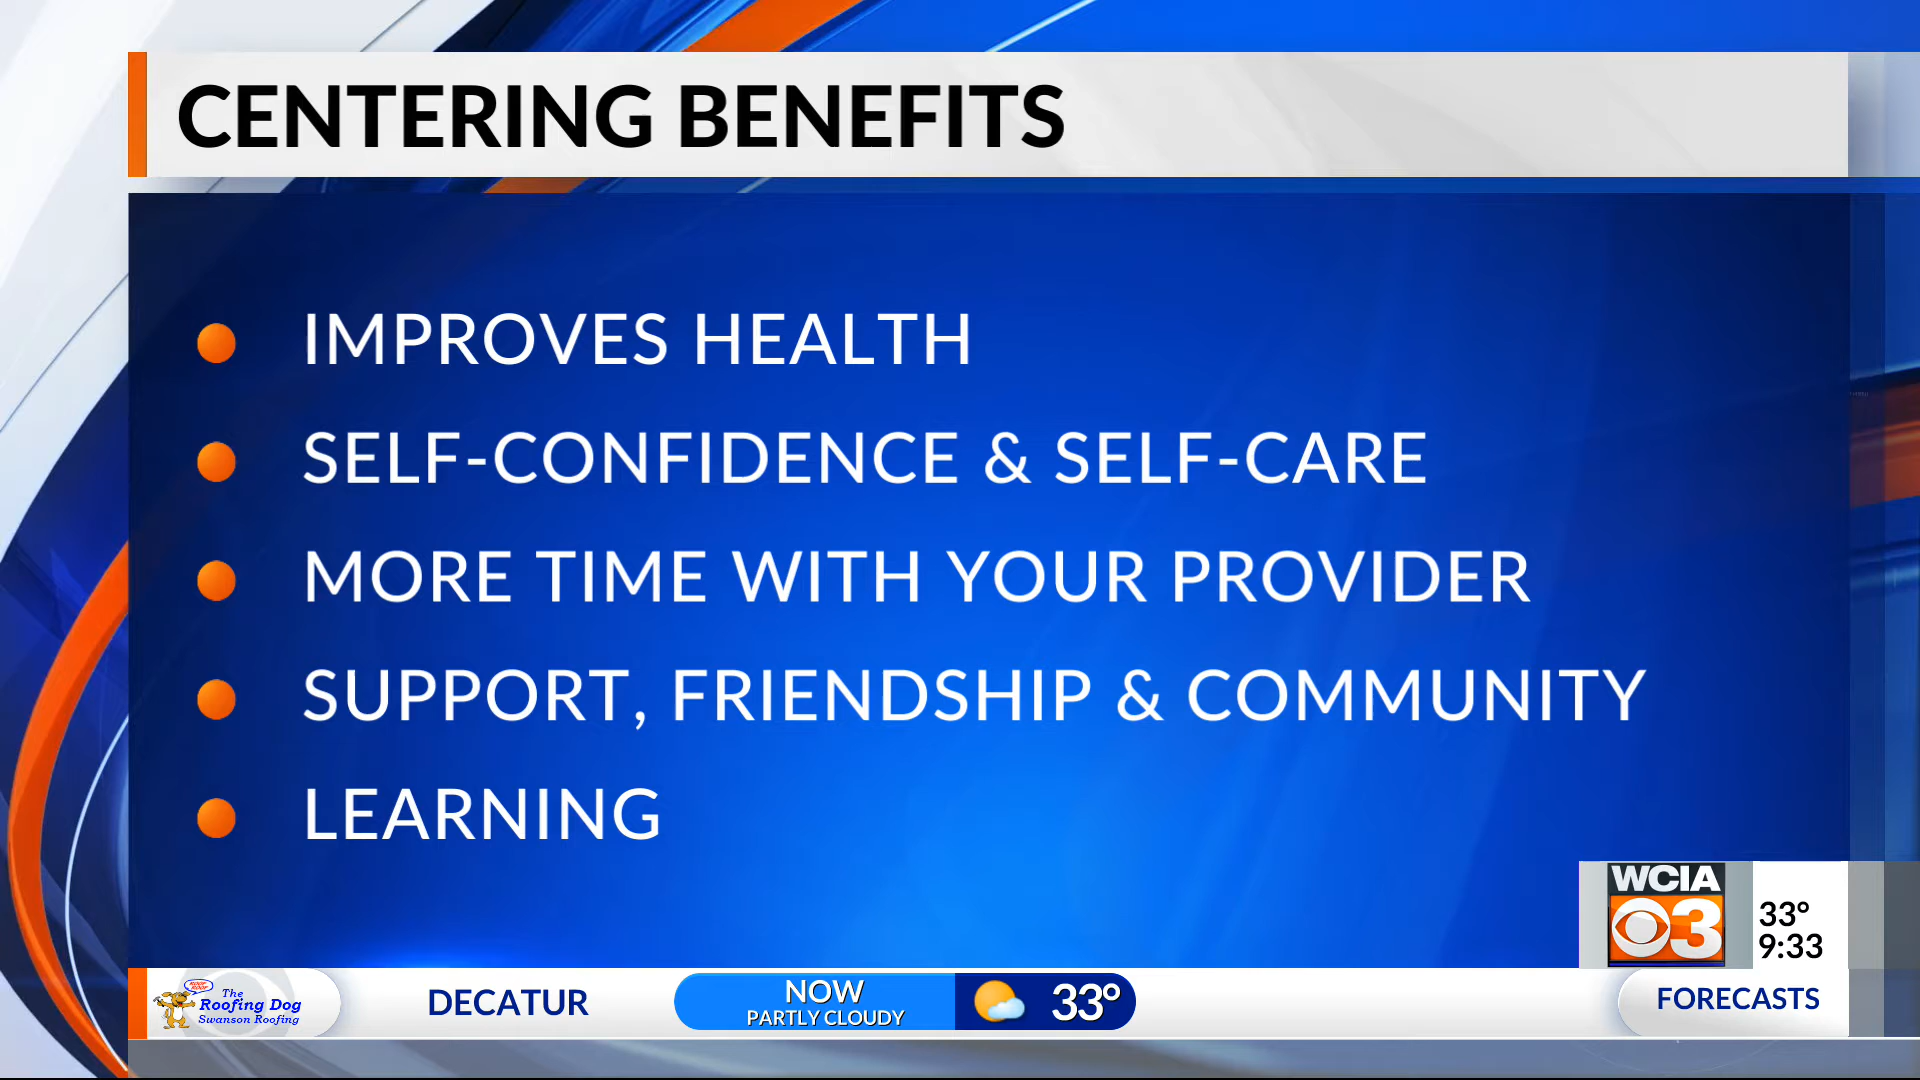 CENTERING BENEFITS
IMPROVES HEALTH
SELF-CONFIDENCE & SELF-CARE
MORE TIME WITH YOUR PROVIDER
SUPPORT, FRIENDSHIP & COMMUNITY
LEARNING
WCIA
3
33°
9:33
The
Roofing Dog
Swanson Roofing
DECATUR
NOW
PARTLY CLOUDY
33°
FORECASTS